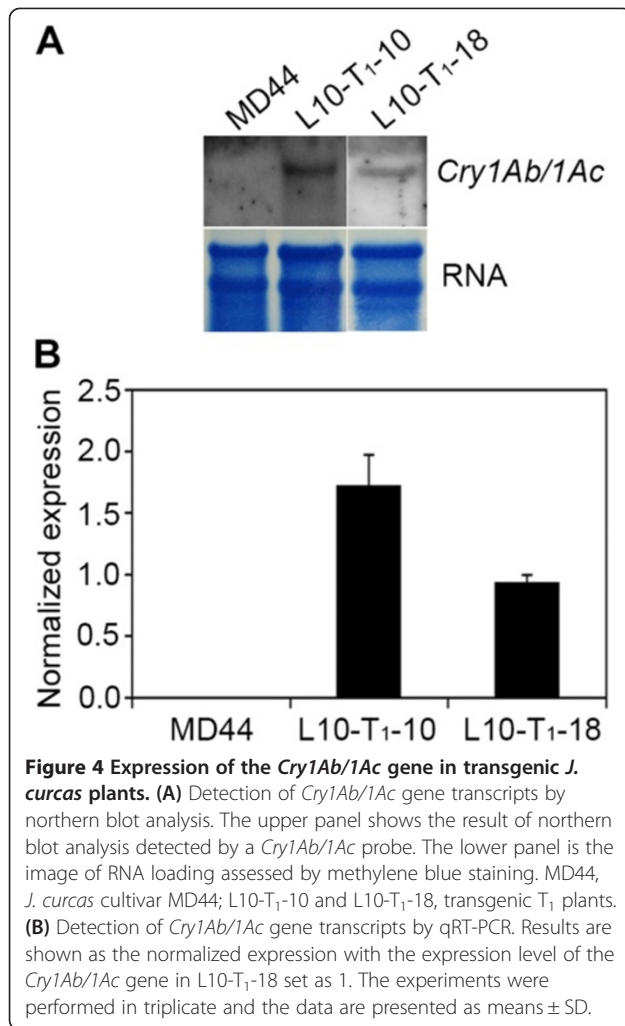 A
MD44
L10-T₁-10
L10-T₁-18
Cry1Ab/1Ac
RNA
B
2.5
2.0
1.5
1.0
0.5
0.0
Normalized expression
MD44 L10-T₁-10 L10-T₁-18
Figure 4 Expression of the Cry1Ab/1Ac gene in transgenic J.
curcas plants. (A) Detection of Cry1Ab/1Ac gene transcripts by
northern blot analysis. The upper panel shows the result of northern
blot analysis detected by a Cry1Ab/1Ac probe. The lower panel is the
image of RNA loading assessed by methylene blue staining. MD44,
J. curcas cultivar MD44; L10-T₁-10 and L10-T₁-18, transgenic T₁ plants.
(B) Detection of Cry1Ab/1Ac gene transcripts by qRT-PCR. Results are
shown as the normalized expression with the expression level of the
Cry1Ab/1Ac gene in L10-T₁-18 set as 1. The experiments were
performed in triplicate and the data are presented as means ± SD.